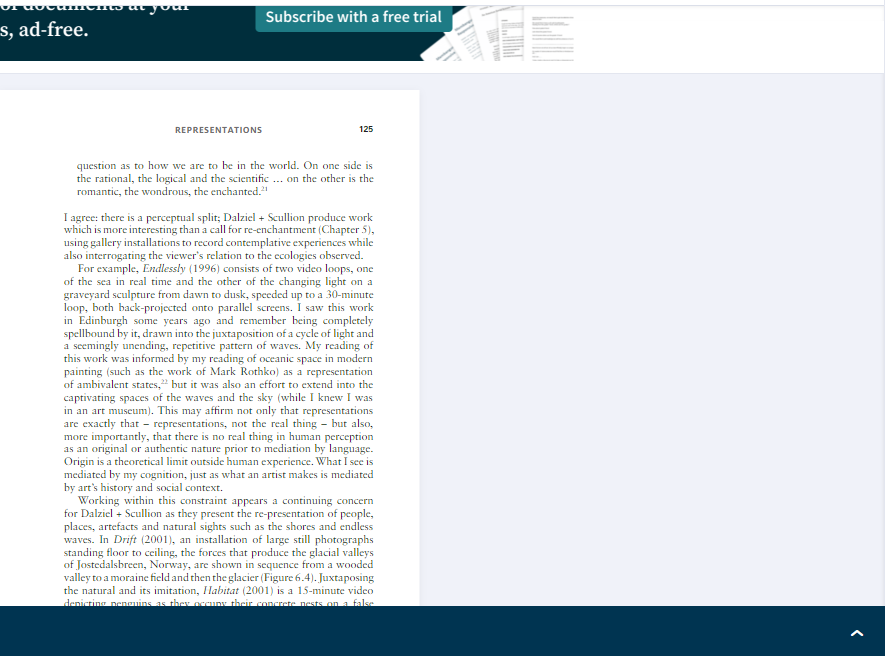 of documents at your
s, ad-free.
Subscribe with a free trial
REPRESENTATIONS 125
question as to how we are to be in the world. On one side is
the rational, the logical and the scientific … on the other is the
romantic, the wondrous, the enchanted.²¹
I agree: there is a perceptual split; Dalziel + Scullion produce work
which is more interesting than a call for re-enchantment (Chapter 5),
using gallery installations to record contemplative experiences while
also interrogating the viewer's relation to the ecologies observed.
For example, Endlessly (1996) consists of two video loops, one
of the sea in real time and the other of the changing light on a
graveyard sculpture from dawn to dusk, speeded up to a 30-minute
loop, both back-projected onto parallel screens. I saw this work
in Edinburgh some years ago and remember being completely
spellbound by it, drawn into the juxtaposition of a cycle of light and
a seemingly unending, repetitive pattern of waves. My reading of
this work was informed by my reading of oceanic space in modern
painting (such as the work of Mark Rothko) as a representation
of ambivalent states,²² but it was also an effort to extend into the
captivating spaces of the waves and the sky (while I knew I was
in an art museum). This may affirm not only that representations
are exactly that – representations, not the real thing – but also,
more importantly, that there is no real thing in human perception
as an original or authentic nature prior to mediation by language.
Origin is a theoretical limit outside human experience. What I see is
mediated by my cognition, just as what an artist makes is mediated
by art's history and social context.
Working within this constraint appears a continuing concern
for Dalziel + Scullion as they present the re-presentation of people,
places, artefacts and natural sights such as the shores and endless
waves. In Drift (2001), an installation of large still photographs
standing floor to ceiling, the forces that produce the glacial valleys
of Jostedalsbreen, Norway, are shown in sequence from a wooded
valley to a moraine field and then the glacier (Figure 6.4). Juxtaposing
the natural and its imitation, Habitat (2001) is a 15-minute video
depicting penguins as they occupy their concrete nests on a false